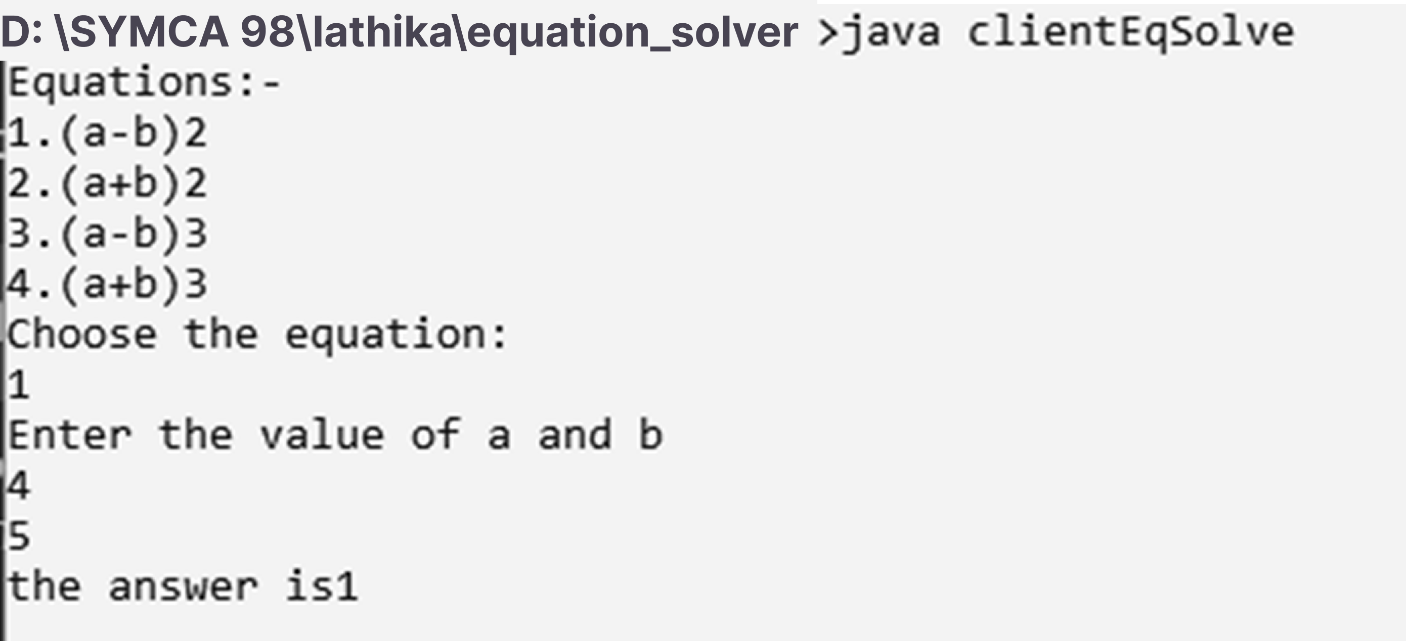 D: \SYMCA 98\lathika\equation_solver >java clientEqSolve
Equations:-
1.(a-b)2
2.(a+b)2
3.(a-b)3
4.(a+b)3
Choose the equation:
1
Enter the value of a and b
4
5
the answer is1